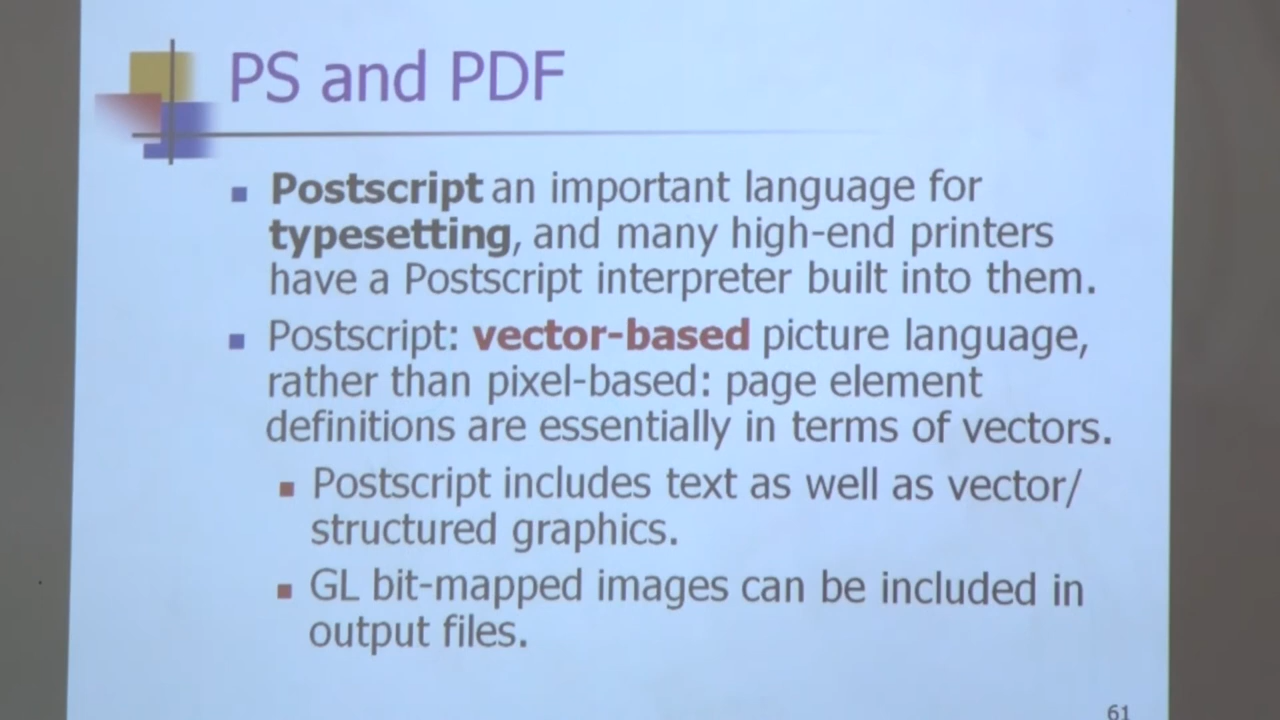 PS and PDF
Postscript an important language for
typesetting, and many high-end printers
have a Postscript interpreter built into them.
Postscript: vector-based picture language,
rather than pixel-based: page element
definitions are essentially in terms of vectors.
Postscript includes text as well as vector/
structured graphics.
GL bit-mapped images can be included in
output files.
61